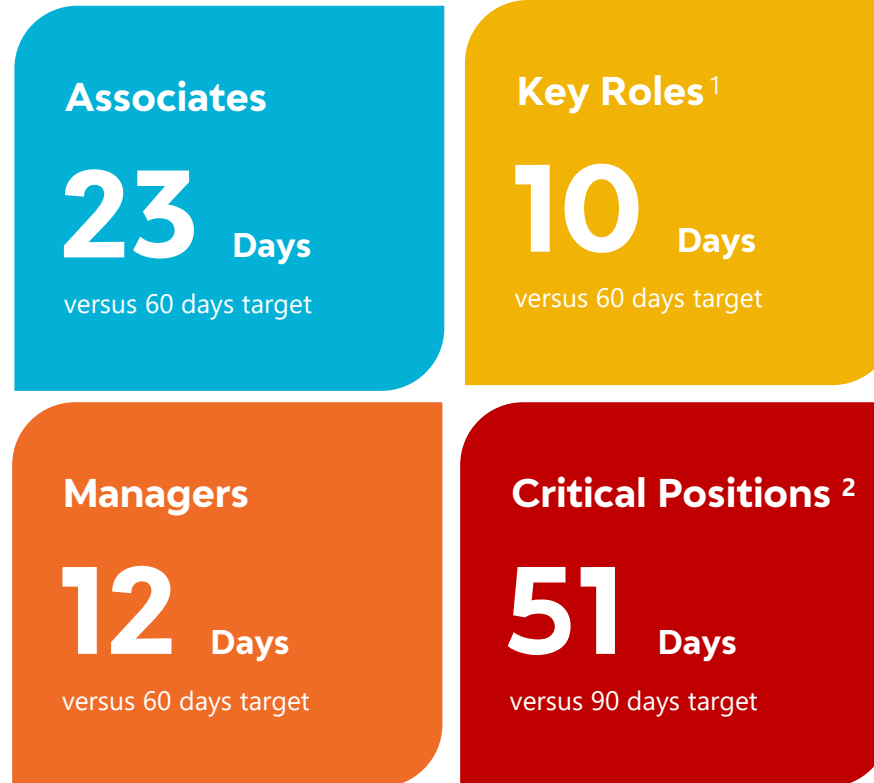 Associates
23 Days
versus 60 days target
Key Roles 1
10 Days
versus 60 days target
Managers
12 Days
versus 60 days target
Critical Positions 2
51 Days
versus 90 days target